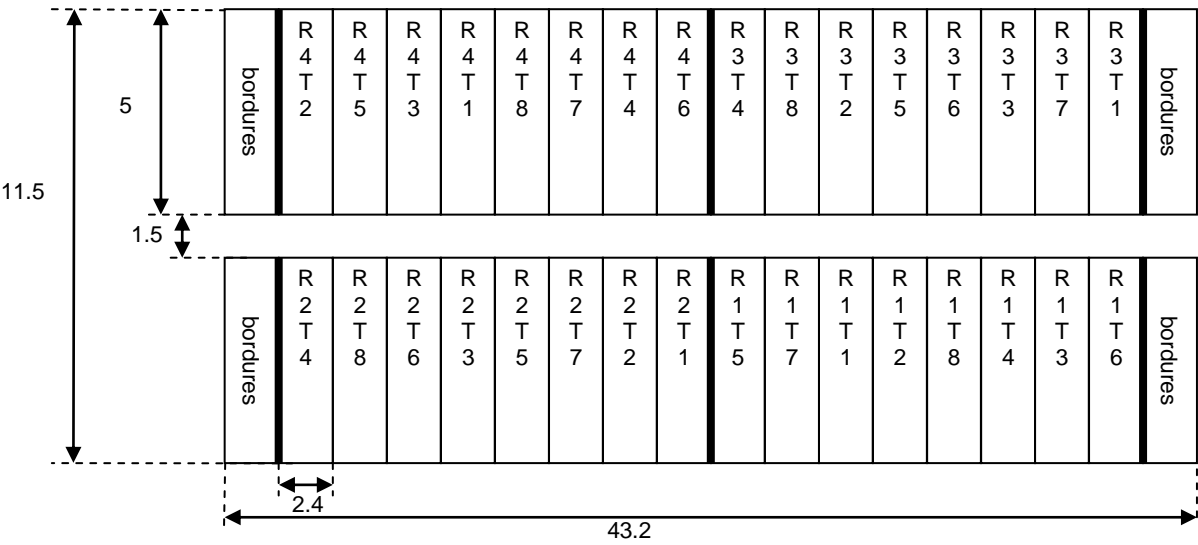 bordures R4T2 R4T5 R4T3 R4T1 R4T8 R4T7 R4T4 R4T6 R3T4 R3T8 R3T2 R3T5 R3T6 R3T3 R3T7 R3T1 bordures
5
11.5
1.5
bordures R2T4 R2T8 R2T6 R2T3 R2T5 R2T7 R2T2 R2T1 R1T5 R1T7 R1T1 R1T2 R1T8 R1T4 R1T3 R1T6 bordures
2.4
43.2